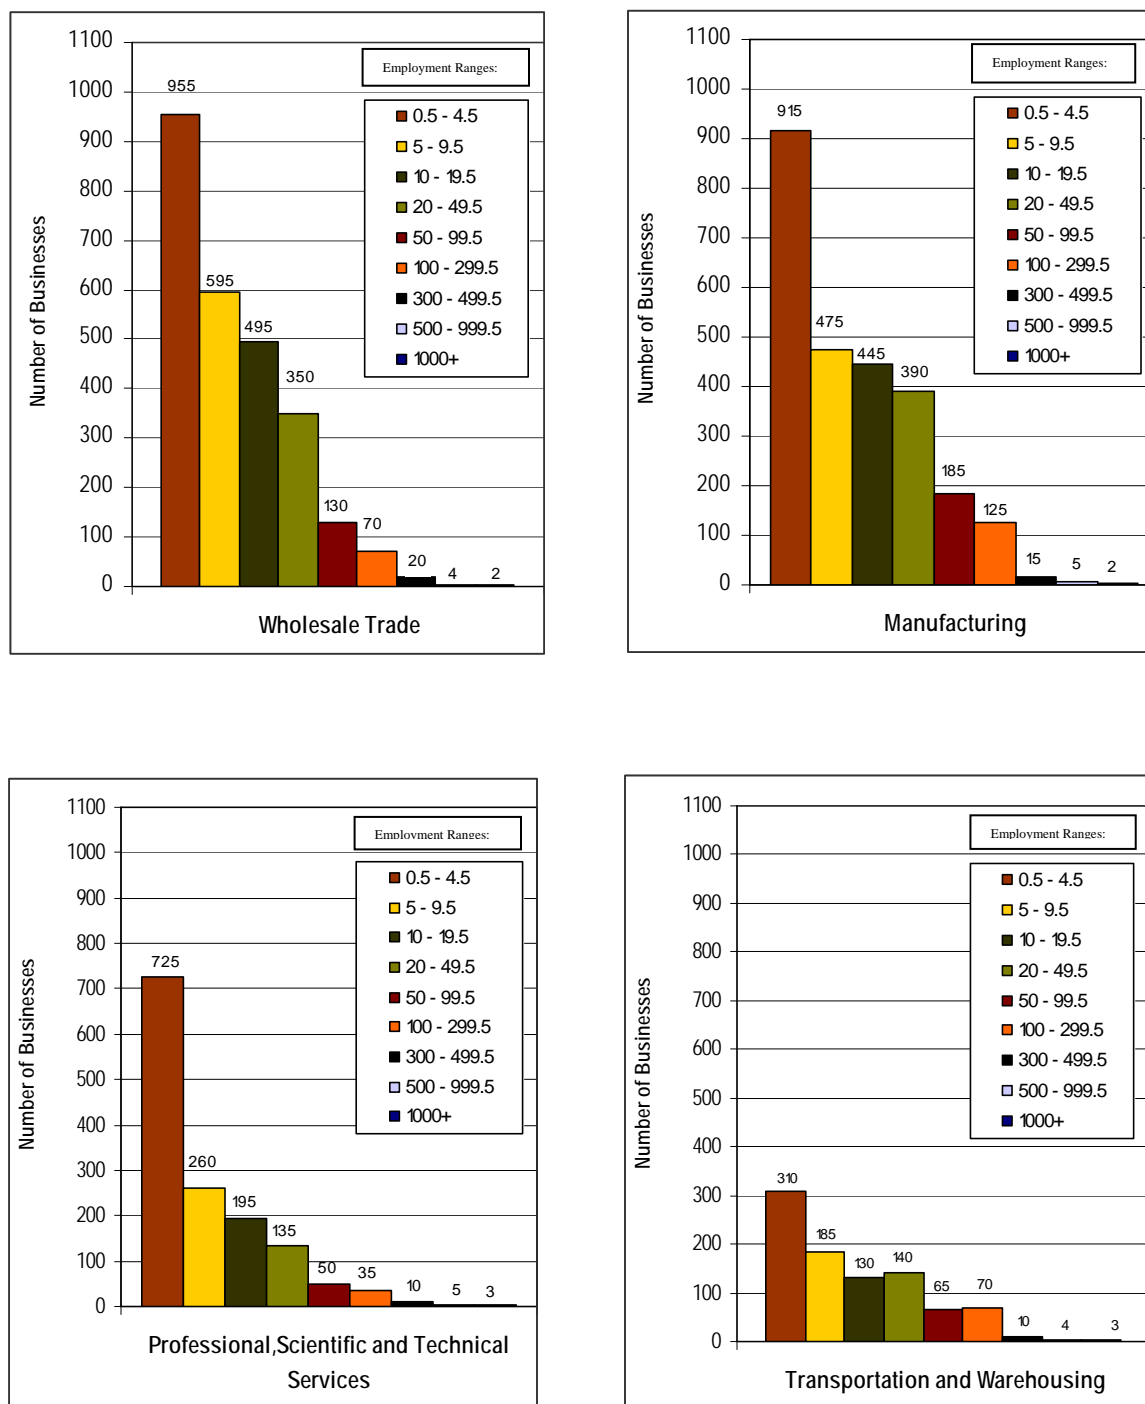 1100
1000
900
800
700
600
500
400
300
200
100
0
Number of Businesses
955
595
495
350
130
70
20
4
2
Employment Ranges:
0.5 - 4.5
5 - 9.5
10 - 19.5
20 - 49.5
50 - 99.5
100 - 299.5
300 - 499.5
500 - 999.5
1000+
Wholesale Trade
1100
1000
900
800
700
600
500
400
300
200
100
0
Number of Businesses
915
475
445
390
185
125
15
5
2
Employment Ranges:
0.5 - 4.5
5 - 9.5
10 - 19.5
20 - 49.5
50 - 99.5
100 - 299.5
300 - 499.5
500 - 999.5
1000+
Manufacturing
1100
1000
900
800
700
600
500
400
300
200
100
0
Number of Businesses
725
260
195
135
50
35
10
5
3
Employment Ranges:
0.5 - 4.5
5 - 9.5
10 - 19.5
20 - 49.5
50 - 99.5
100 - 299.5
300 - 499.5
500 - 999.5
1000+
Professional,Scientific and Technical
Services
1100
1000
900
800
700
600
500
400
300
200
100
0
Number of Businesses
310
185
130
140
65
70
10
4
3
Employment Ranges:
0.5 - 4.5
5 - 9.5
10 - 19.5
20 - 49.5
50 - 99.5
100 - 299.5
300 - 499.5
500 - 999.5
1000+
Transportation and Warehousing